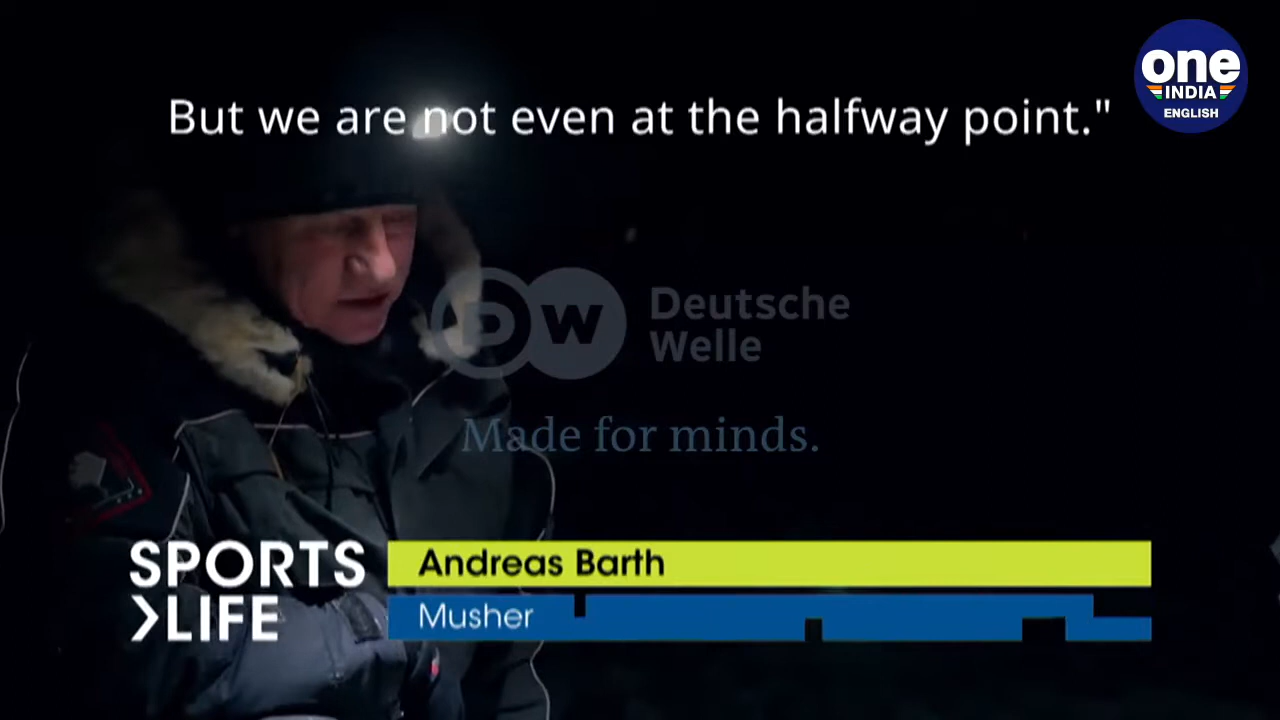 But we are not even at the halfway point."
one
INDIA
ENGLISH
DW Deutsche
Welle
Made for minds.
SPORTS
>LIFE
Andreas Barth
Musher